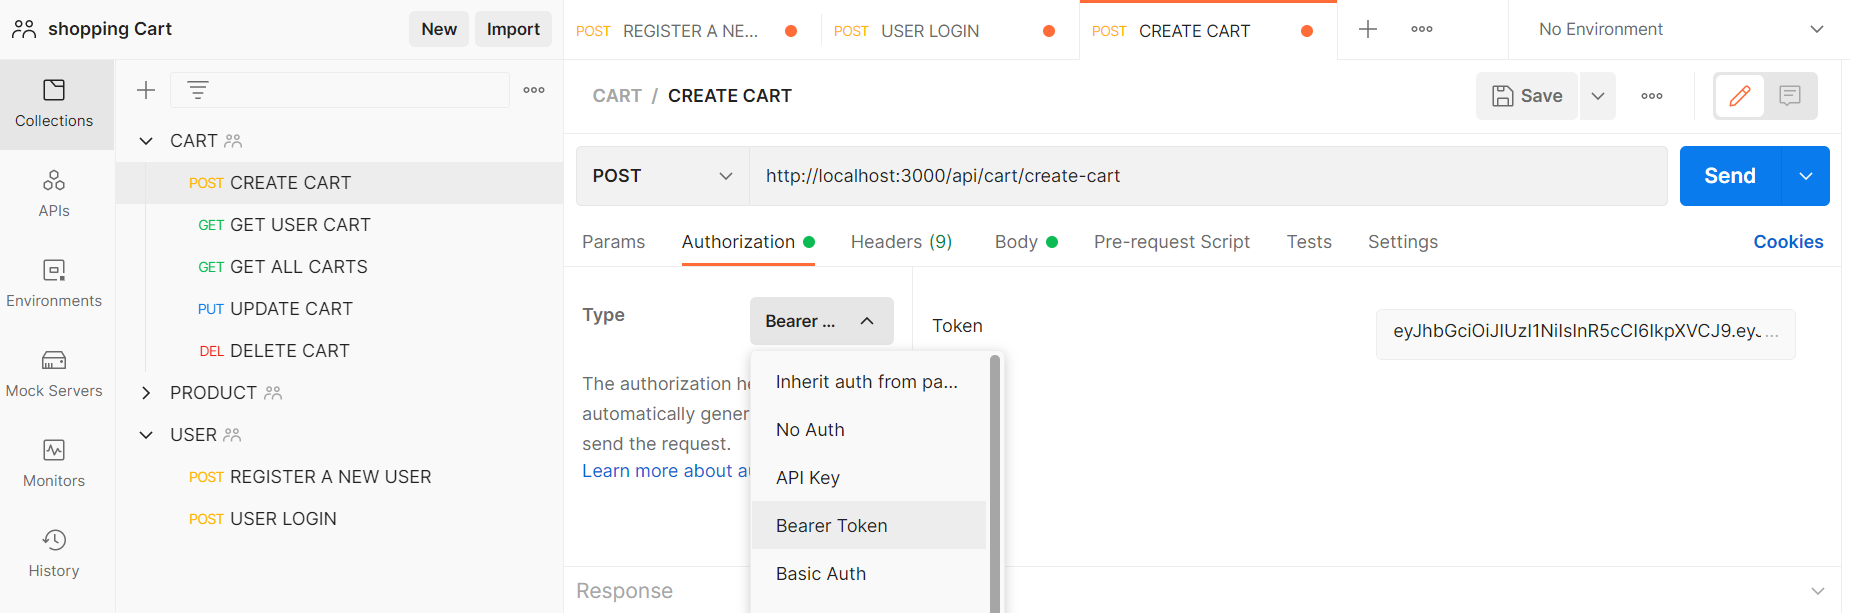 shopping Cart
New
Import
POST REGISTER A NE...
POST USER LOGIN
POST CREATE CART
No Environment
Collections
APIs
Environments
Mock Servers
Monitors
History
CART
POST CREATE CART
GET GET USER CART
GET GET ALL CARTS
PUT UPDATE CART
DEL DELETE CART
PRODUCT
USER
POST REGISTER A NEW USER
POST USER LOGIN
CART / CREATE CART
Save
POST
http://localhost:3000/api/cart/create-cart
Send
Params
Authorization
Headers (9)
Body
Pre-request Script
Tests
Settings
Cookies
Type
Bearer ...
The authorization he
automatically gener
send the request.
Learn more about au
Inherit auth from pa...
No Auth
API Key
Bearer Token
Basic Auth
Token
eyJhbGciOiJIUzI1NiIsInR5cCI6IkpXVCJ9.eyJ...
Response